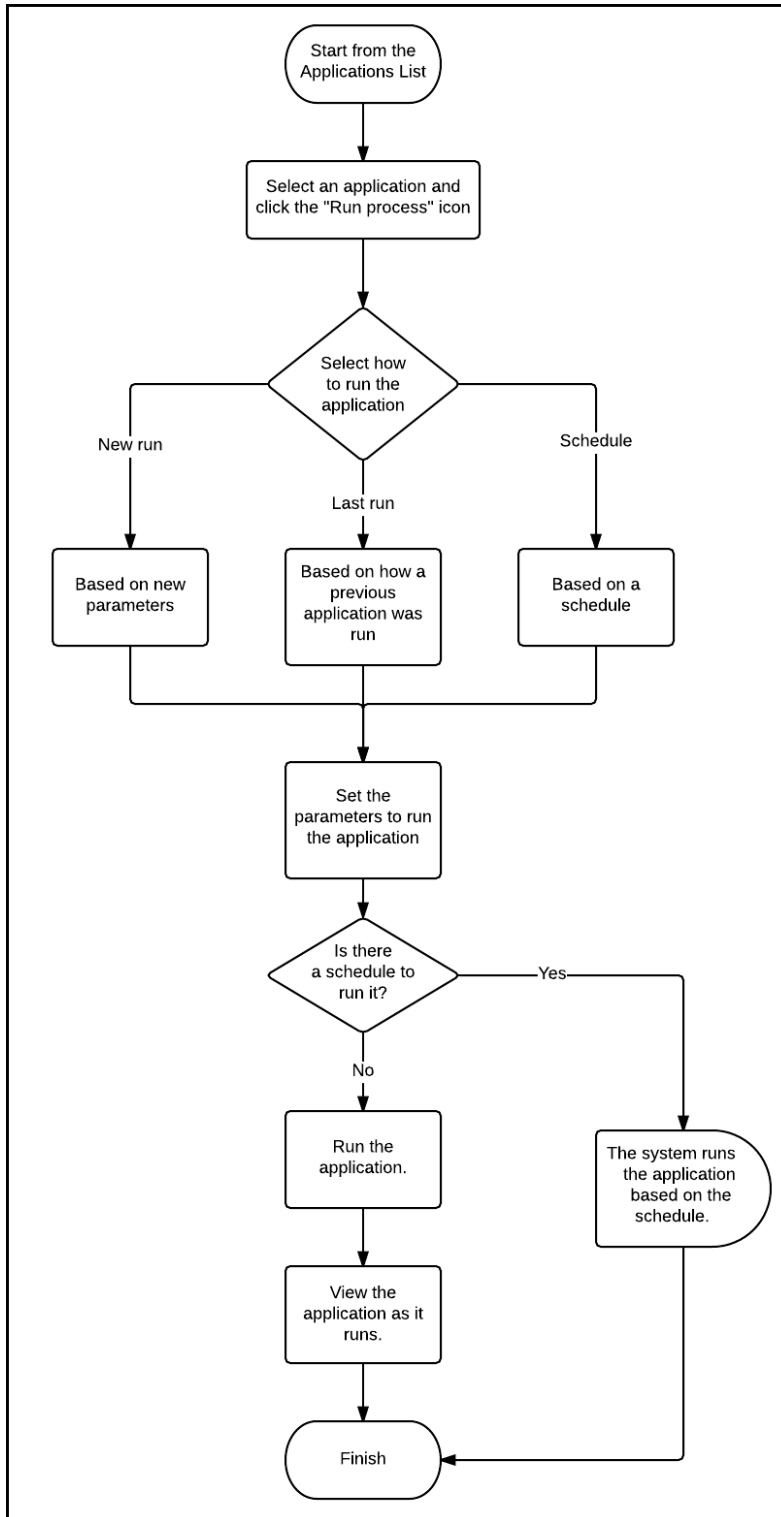 Start from the
Applications List
Select an application and
click the "Run process" icon
Select how
to run the
application
New run
Last run
Schedule
Based on new
parameters
Based on how a
previous
application was
run
Based on a
schedule
Set the
parameters to run
the application
Is there
a schedule to
run it?
Yes
No
Run the
application.
The system runs
the application
based on the
schedule.
View the
application as it
runs.
Finish